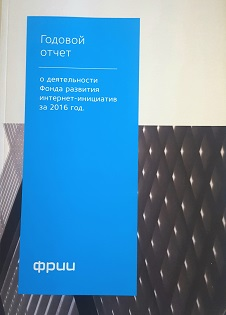 Годовой
отчет
о деятельности
Фонда развития
интернет-инициатив
за 2016 год.
фрии